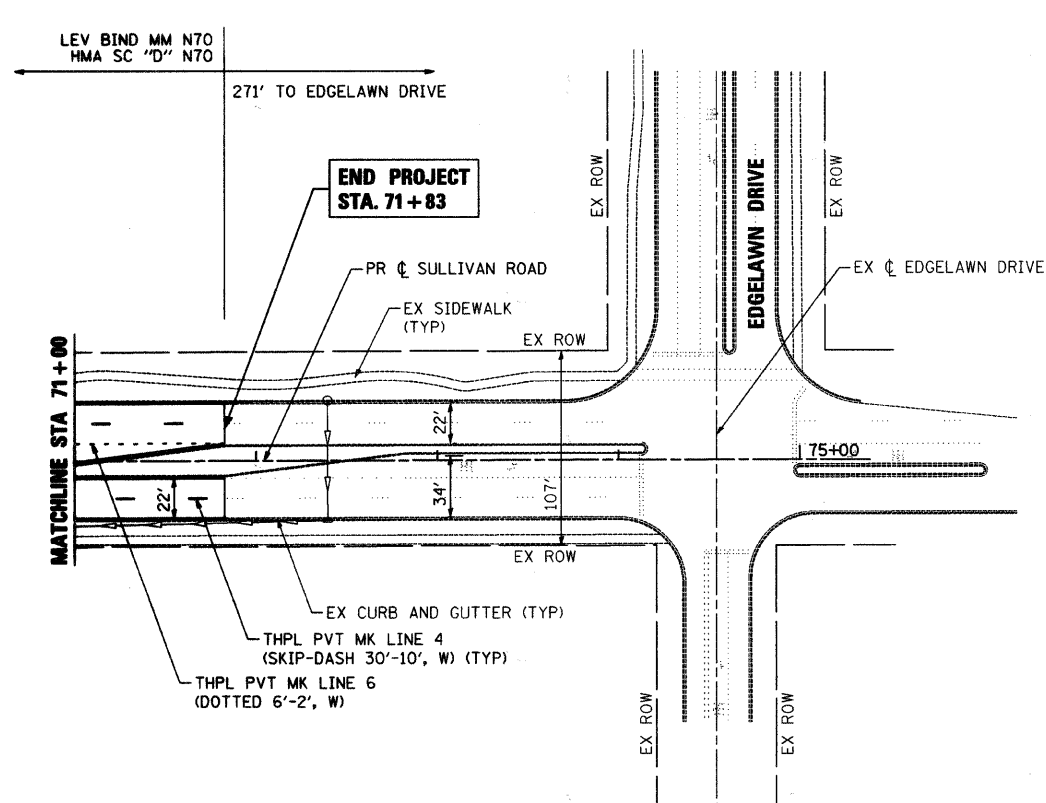 LEV BIND MM N70
HMA SC "D" N70
271' TO EDGELAWN DRIVE
END PROJECT
STA. 71+83
EX ROW
EX ROW
EDGELAWN DRIVE
PR ℄ SULLIVAN ROAD
EX ℄ EDGELAWN DRIVE
EX SIDEWALK
(TYP)
EX ROW
MATCHLINE STA 71+00
22'
22'
34'
107'
75+00
EX ROW
EX CURB AND GUTTER (TYP)
THPL PVT MK LINE 4
(SKIP-DASH 30'-10', W) (TYP)
THPL PVT MK LINE 6
(DOTTED 6'-2', W)
EX ROW
EX ROW